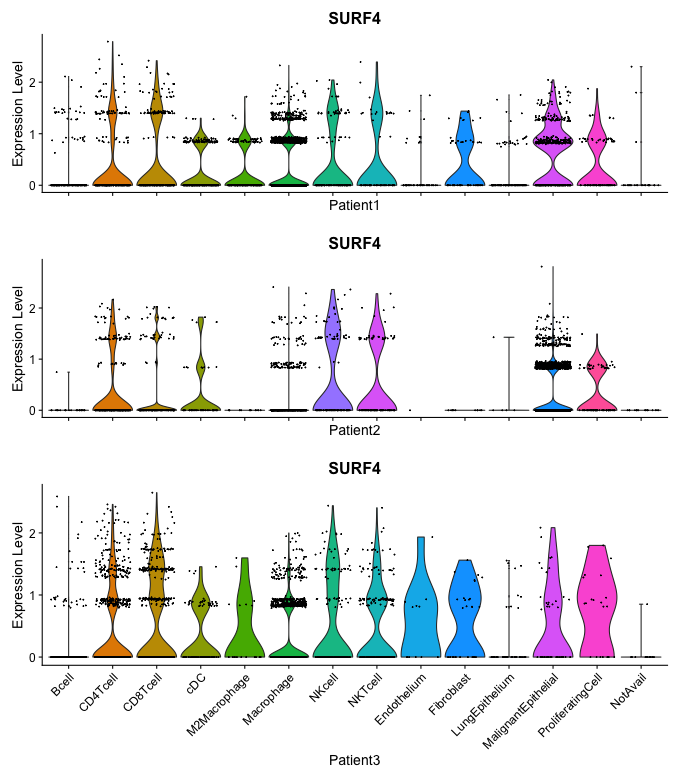 SURF4
Expression Level
2
1
0
Patient1
SURF4
Expression Level
2
1
0
Patient2
SURF4
Expression Level
2
1
0
Bcell
CD4Tcell
CD8Tcell
cDC
M2Macrophage
Macrophage
NKcell
NKTcell
Endothelium
Fibroblast
LungEpithelium
MalignantEpithelial
ProliferatingCell
NotAvail
Patient3